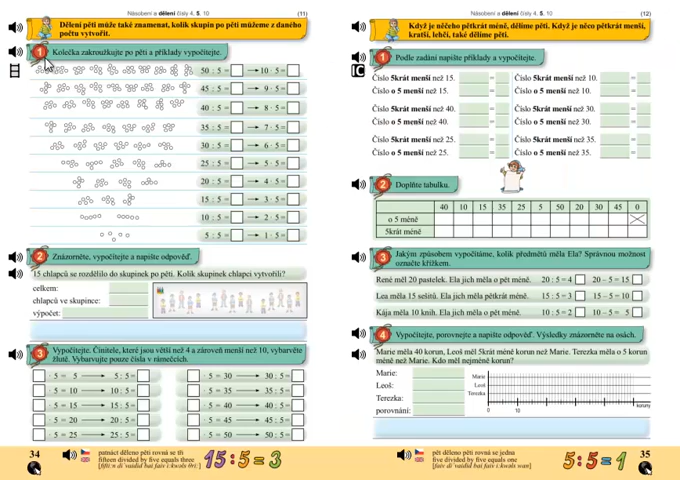 Násobení a dělení čísly 4, 5, 10
(11)
Dělení pěti může také znamenat, kolik skupin po pěti můžeme z daného
počtu vytvořit.
1 Kolečka zakroužkujte po pěti a příklady vypočítejte.
50 : 5 = → 10 · 5 =
45 : 5 = → 9 · 5 =
40 : 5 = → 8 · 5 =
35 : 5 = → 7 · 5 =
30 : 5 = → 6 · 5 =
25 : 5 = → 5 · 5 =
20 : 5 = → 4 · 5 =
15 : 5 = → 3 · 5 =
10 : 5 = → 2 · 5 =
5 : 5 = → 1 · 5 =
2 Znázorněte, vypočítejte a napište odpověď.
15 chlapců se rozdělilo do skupinek po pěti. Kolik skupinek chlapci vytvořili?
celkem:
chlapců ve skupince:
výpočet:
3 Vypočítejte. Činitele, které jsou větší než 4 a zároveň menší než 10, vybarvěte
žlutě. Vybarvujte pouze čísla v rámečcích.
· 5 = 5 → 5 : 5 = · 5 = 30 → 30 : 5 =
· 5 = 10 → 10 : 5 = · 5 = 35 → 35 : 5 =
· 5 = 15 → 15 : 5 = · 5 = 40 → 40 : 5 =
· 5 = 20 → 20 : 5 = · 5 = 45 → 45 : 5 =
· 5 = 25 → 25 : 5 = · 5 = 50 → 50 : 5 =
34
patnáct děleno pěti rovná se tři
fifteen divided by five equals three
15 : 5 = 3
Násobení a dělení čísly 4, 5, 10
(12)
Když je něčeho pětkrát méně, dělíme pěti. Když je něco pětkrát menší,
kratší, lehčí, také dělíme pěti.
1 Podle zadání napište příklady a vypočítejte.
Číslo 5krát menší než 15. = Číslo 5krát menší než 10. =
Číslo o 5 menší než 15. = Číslo o 5 menší než 10. =
Číslo 5krát menší než 40. = Číslo 5krát menší než 30. =
Číslo o 5 menší než 40. = Číslo o 5 menší než 30. =
Číslo 5krát menší než 25. = Číslo 5krát menší než 35. =
Číslo o 5 menší než 25. = Číslo o 5 menší než 35. =
2 Doplňte tabulku.
40 10 15 35 25 5 50 20 30 45 0
o 5 méně
5krát méně
3 Jakým způsobem vypočítáme, kolik předmětů měla Ela? Správnou možnost
označte křížkem.
René měl 20 pastelek. Ela jich měla o pět méně. 20 : 5 = 4 20 – 5 = 15
Lea měla 15 sešitů. Ela jich měla pětkrát méně. 15 : 5 = 3 15 – 5 = 10
Kája měla 10 knih. Ela jich měla o pět méně. 10 : 5 = 2 10 – 5 = 5
4 Vypočítejte, porovnejte a napište odpověď. Výsledky znázorněte na osách.
Marie měla 40 korun, Leoš měl 5krát méně korun než Marie. Terezka měla o 5 korun
méně než Marie. Kdo měl nejméně korun?
Marie:
Leoš:
Terezka:
porovnání:
Marie
Leoš
Terezka
0 10 koruny
pět děleno pěti rovná se jedna
five divided by five equals one
5 : 5 = 1
35